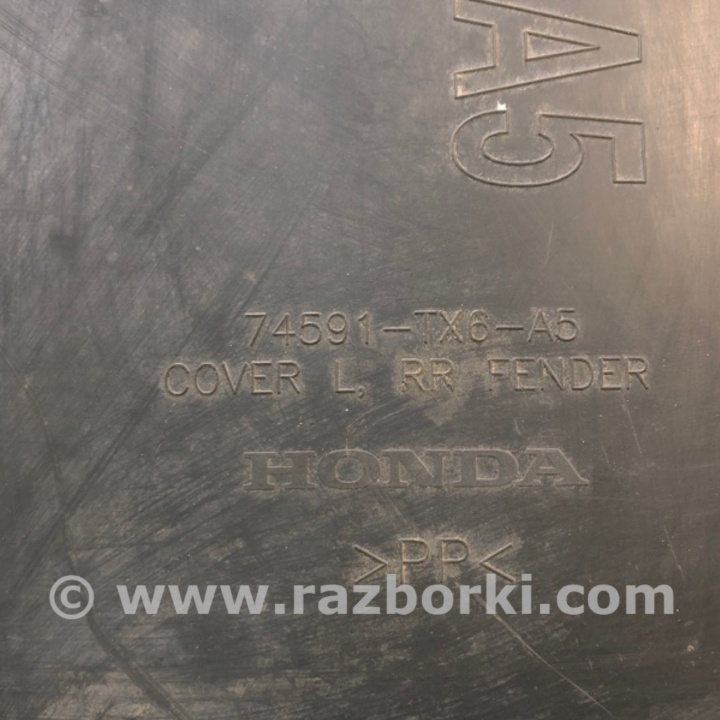 A5
74591-TX6-A5
COVER L, RR FENDER
HONDA
>PP<
© www.razborki.com